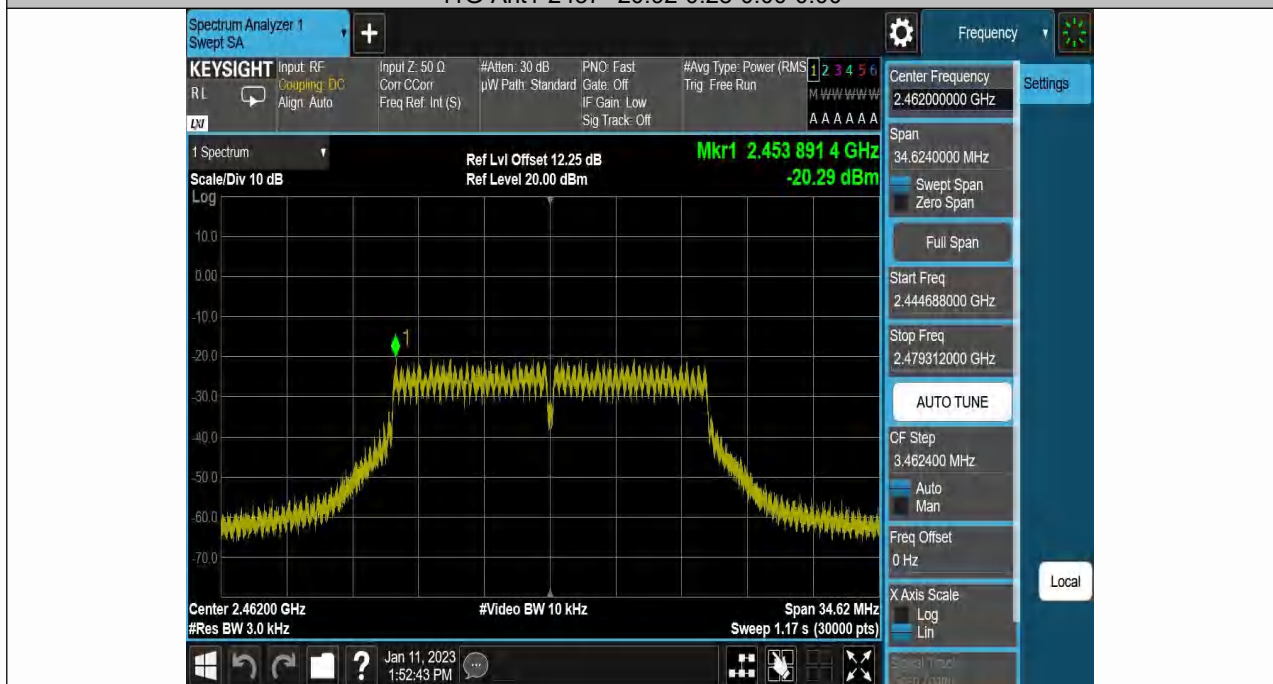 Spectrum Analyzer 1
Swept SA
Frequency
KEYSIGHT
RL
LXI
Input: RF
Coupling: DC
Align: Auto
Input Z: 50 Ω
Corr CCorr
Freq Ref: Int (S)
#Atten: 30 dB
µW Path: Standard
PNO: Fast
Gate: Off
IF Gain: Low
Sig Track: Off
#Avg Type: Power (RMS
Trig: Free Run
1 2 3 4 5 6
M W W W W W
A A A A A A
1 Spectrum
Scale/Div 10 dB
Log
Ref Lvl Offset 12.25 dB
Ref Level 20.00 dBm
Mkr1 2.453 891 4 GHz
-20.29 dBm
10.0
0.00
-10.0
-20.0
-30.0
-40.0
-50.0
-60.0
-70.0
1
Center 2.46200 GHz
#Res BW 3.0 kHz
#Video BW 10 kHz
Span 34.62 MHz
Sweep 1.17 s (30000 pts)
Center Frequency
2.462000000 GHz
Settings
Span
34.6240000 MHz
Swept Span
Zero Span
Full Span
Start Freq
2.444688000 GHz
Stop Freq
2.479312000 GHz
AUTO TUNE
CF Step
3.462400 MHz
Auto
Man
Freq Offset
0 Hz
X Axis Scale
Log
Lin
Local
?
Jan 11, 2023
1:52:43 PM